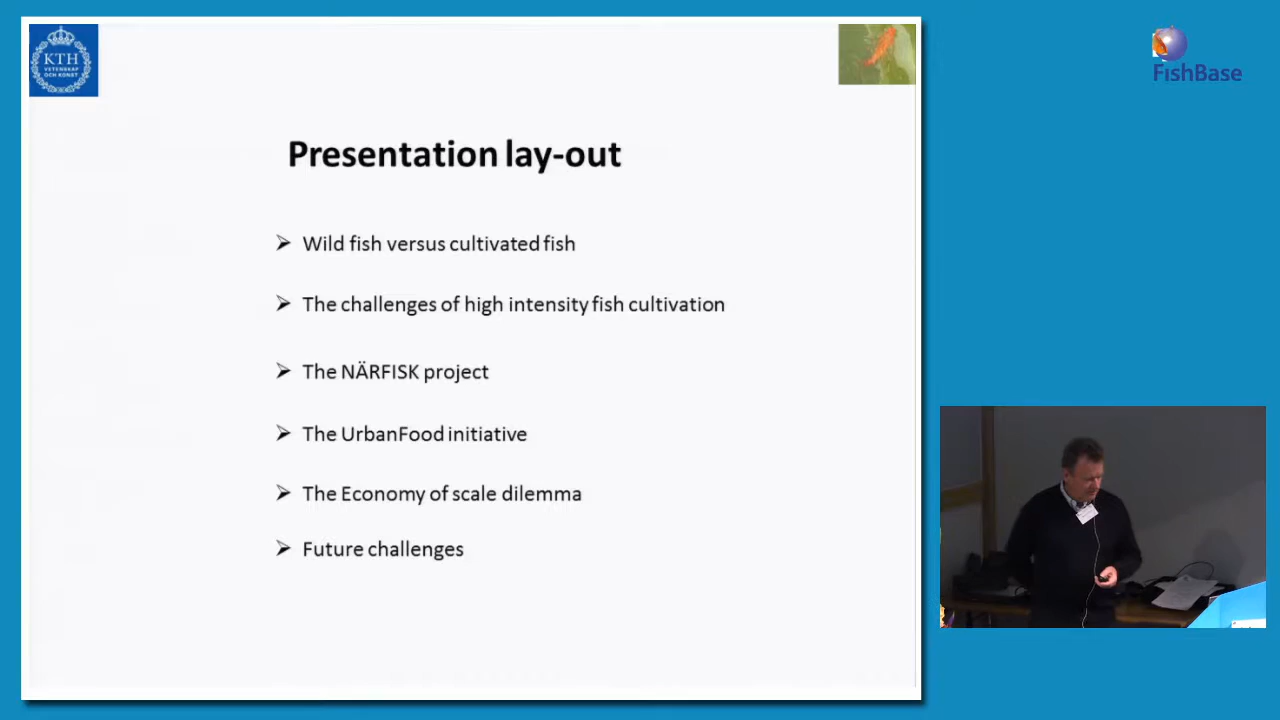 KTH
VETENSKAP
OCH KONST
FishBase
Presentation lay-out
Wild fish versus cultivated fish
The challenges of high intensity fish cultivation
The NÄRFISK project
The UrbanFood initiative
The Economy of scale dilemma
Future challenges